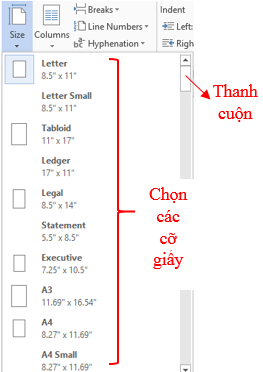 Size
Columns
Breaks
Line Numbers
bc Hyphenation
Indent
Left:
Righ
Letter
8.5" x 11"
Letter Small
8.5" x 11"
Tabloid
11" x 17"
Ledger
17" x 11"
Legal
8.5" x 14"
Statement
5.5" x 8.5"
Executive
7.25" x 10.5"
A3
11.69" x 16.54"
A4
8.27" x 11.69"
A4 Small
8.27" x 11.69"
Thanh
cuộn
Chọn
các
cỡ
giấy